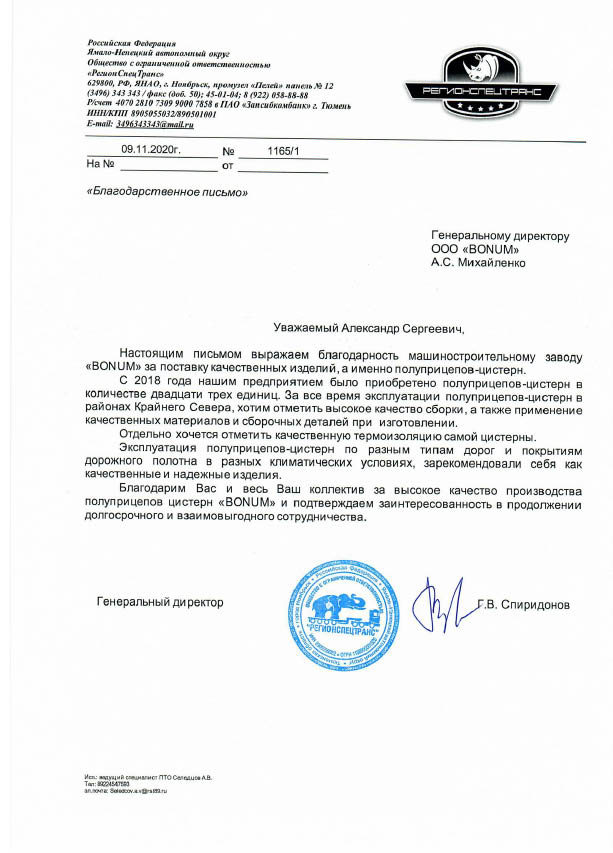 Российская Федерация
Ямало-Ненецкий автономный округ
Общество с ограниченной ответственностью
«РегионСпецТранс»
629800, РФ, ЯНАО, г. Ноябрьск, промузел «Пелей» панель № 12
(3496) 343 343 / факс (доб. 50); 45-01-04; 8 (922) 058-88-88
Р/счет 4070 2810 7309 9000 7858 в ПАО «Запсибкомбанк» г. Тюмень
ИНН/КПП 8905055032/890501001
E-mail: 3496343343@mail.ru
РЕГИОНСПЕЦТРАНС
09.11.2020г. № 1165/1
На № от
«Благодарственное письмо»
Генеральному директору
ООО «BONUM»
А.С. Михайленко
Уважаемый Александр Сергеевич,
Настоящим письмом выражаем благодарность машиностроительному заводу
«BONUM» за поставку качественных изделий, а именно полуприцепов-цистерн.
С 2018 года нашим предприятием было приобретено полуприцепов-цистерн в
количестве двадцати трех единиц. За все время эксплуатации полуприцепов-цистерн в
районах Крайнего Севера, хотим отметить высокое качество сборки, а также применение
качественных материалов и сборочных деталей при изготовлении.
Отдельно хочется отметить качественную термоизоляцию самой цистерны.
Эксплуатация полуприцепов-цистерн по разным типам дорог и покрытиям
дорожного полотна в разных климатических условиях, зарекомендовали себя как
качественные и надежные изделия.
Благодарим Вас и весь Ваш коллектив за высокое качество производства
полуприцепов цистерн «BONUM» и подтверждаем заинтересованность в продолжении
долгосрочного и взаимовыгодного сотрудничества.
Генеральный директор
"РЕГИОНСПЕЦТРАНС"
Г.В. Спиридонов
Исп.: ведущий специалист ПТО Селедцов А.В.
Тел: 89224547593
эл.почта: Seledcov.a.v@rst89.ru